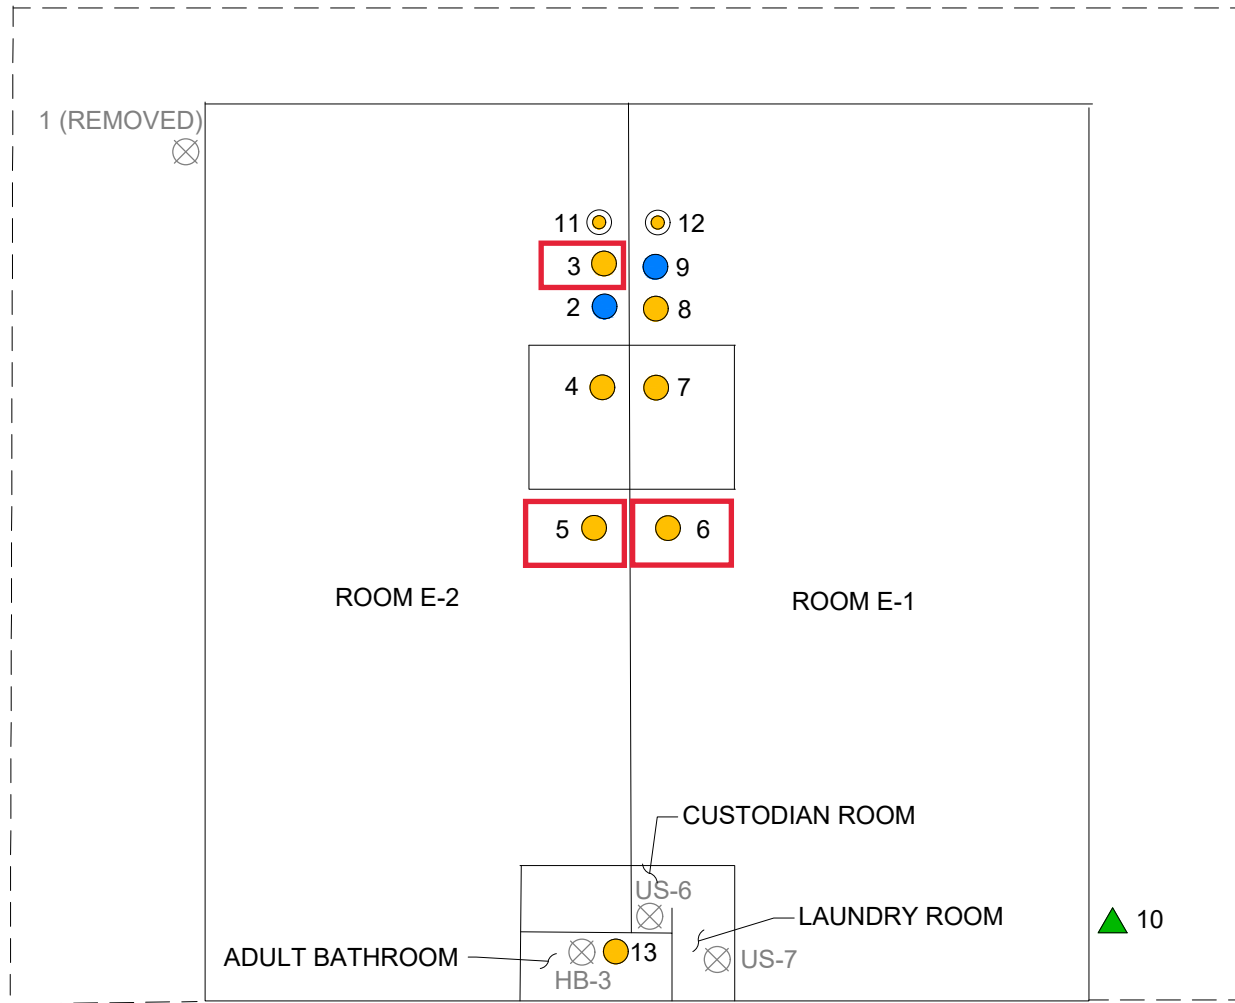 1 (REMOVED)
11 12
3 9
2 8
4 7
5 6
ROOM E-2 ROOM E-1
CUSTODIAN ROOM
US-6
LAUNDRY ROOM 10
ADULT BATHROOM 13 US-7
HB-3